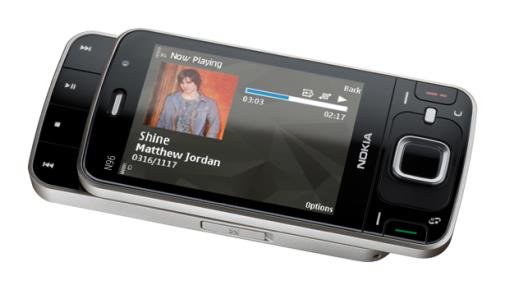 Now Playing
Back
03:03
02:17
Shine
Matthew Jordan
0316/1117
Options
NOKIA
N96